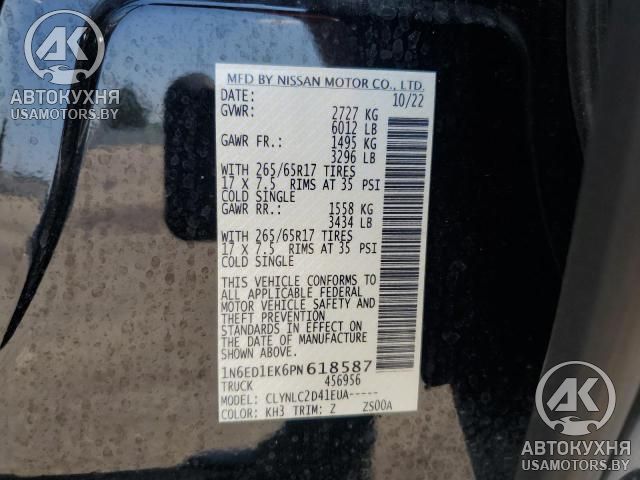 AK
АВТОКУХНЯ
USAMOTORS.BY
MFD BY NISSAN MOTOR CO., LTD.
DATE: 10/22
GVWR: 2727 KG
6012 LB
GAWR FR.: 1495 KG
3296 LB
WITH 265/65R17 TIRES
17 X 7.5 RIMS AT 35 PSI
COLD SINGLE
GAWR RR.: 1558 KG
3434 LB
WITH 265/65R17 TIRES
17 X 7.5 RIMS AT 35 PSI
COLD SINGLE
THIS VEHICLE CONFORMS TO
ALL APPLICABLE FEDERAL
MOTOR VEHICLE SAFETY AND
THEFT PREVENTION
STANDARDS IN EFFECT ON
THE DATE OF MANUFACTURE
SHOWN ABOVE.
1N6ED1EK6PN618587
TRUCK 456956
MODEL: CLYNLC2D41EUA-----
COLOR: KH3 TRIM: Z ZS00A
AK
АВТОКУХНЯ
USAMOTORS.BY